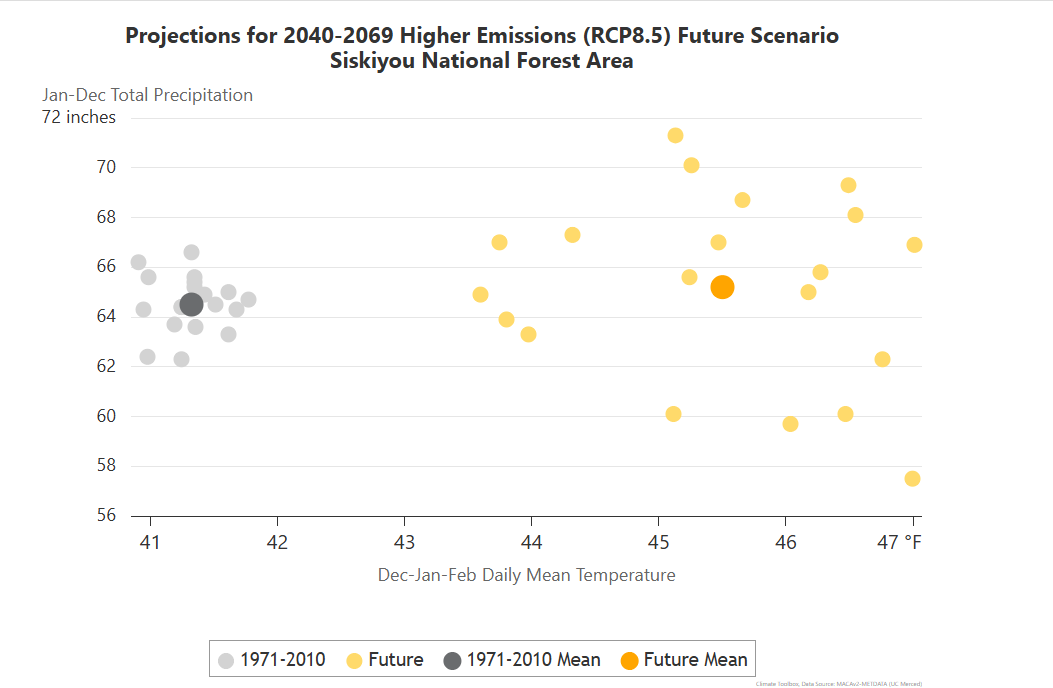 Projections for 2040-2069 Higher Emissions (RCP8.5) Future Scenario
Siskiyou National Forest Area
Jan-Dec Total Precipitation
72 inches
70
68
66
64
62
60
58
56
41 42 43 44 45 46 47 °F
Dec-Jan-Feb Daily Mean Temperature
1971-2010 Future 1971-2010 Mean Future Mean
Climate Toolbox, Data Source: MACAv2-METDATA (UC Merced)